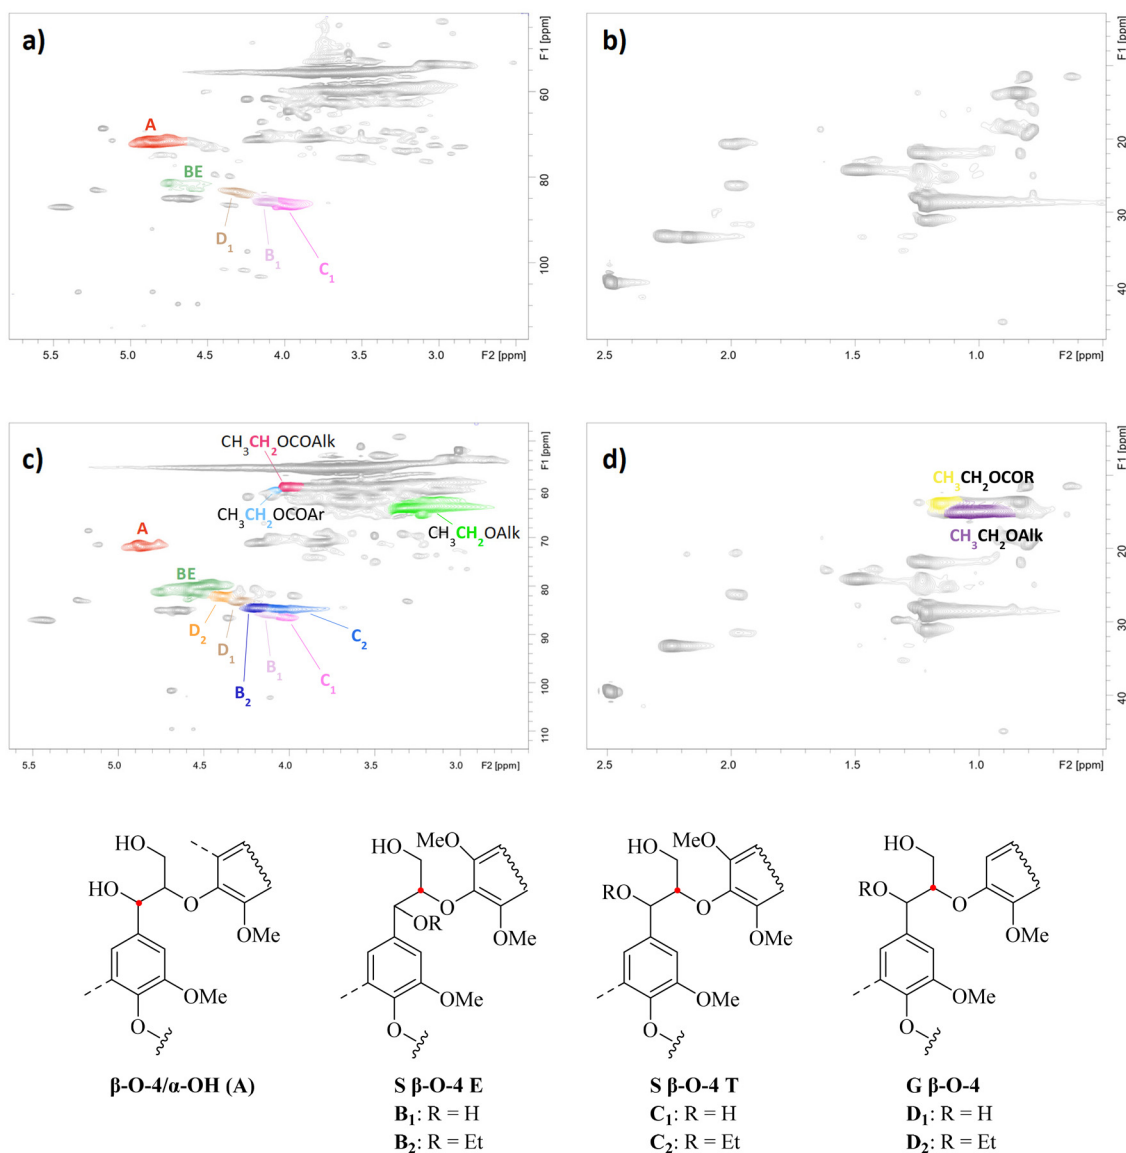 a)
F1 [ppm]
60
80
100
A
BE
D1
B1
C1
5.5 5.0 4.5 4.0 3.5 3.0 F2 [ppm]
b)
F1 [ppm]
20
30
40
2.5 2.0 1.5 1.0 F2 [ppm]
c)
F1 [ppm]
60
70
80
90
100
110
CH3CH2OCOAlk
CH3CH2OCOAr
CH3CH2OAlk
A
BE
D2
D1
B2
B1
C1
C2
5.5 5.0 4.5 4.0 3.5 3.0 F2 [ppm]
d)
F1 [ppm]
20
30
40
CH3CH2OCOR
CH3CH2OAlk
2.5 2.0 1.5 1.0 F2 [ppm]
HO
HO
O
OMe
OMe
O
β-O-4/α-OH (A)
MeO
HO
O
OR
OMe
OMe
O
S β-O-4 E
B1: R = H
B2: R = Et
MeO
HO
RO
O
OMe
OMe
O
S β-O-4 T
C1: R = H
C2: R = Et
HO
RO
O
OMe
OMe
O
G β-O-4
D1: R = H
D2: R = Et